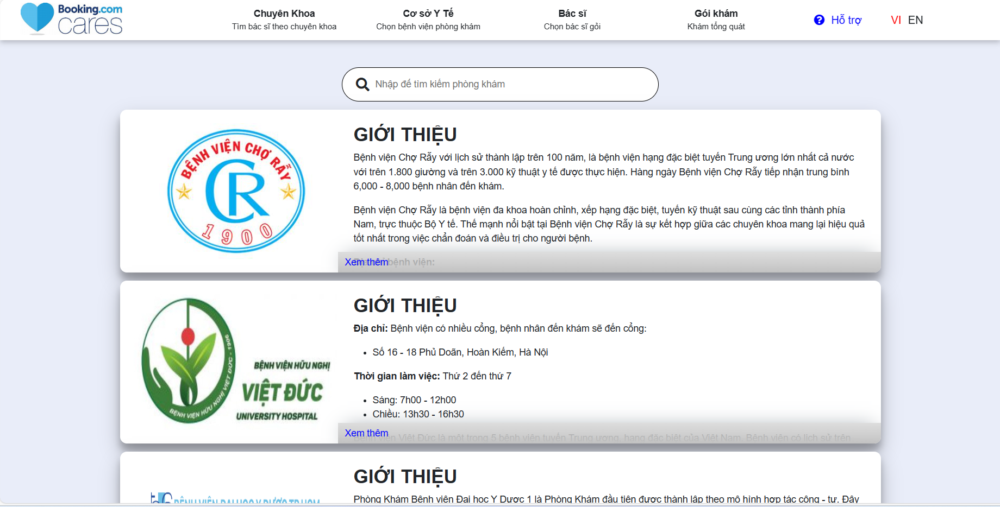 Booking.com
cares
Chuyên Khoa
Tìm bác sĩ theo chuyên khoa
Cơ sở Y Tế
Chọn bệnh viện phòng khám
Bác sĩ
Chọn bác sĩ gỏi
Gói khám
Khám tổng quát
Hỗ trợ
VI EN
Nhập để tìm kiếm phòng khám
BỆNH VIỆN CHỢ RẪY
CR
1900
GIỚI THIỆU
Bệnh viện Chợ Rẫy với lịch sử thành lập trên 100 năm, là bệnh viện hạng đặc biệt tuyến Trung ương lớn nhất cả nước
với trên 1.800 giường và trên 3.000 kỹ thuật y tế được thực hiện. Hàng ngày Bệnh viện Chợ Rẫy tiếp nhận trung bình
6,000 - 8,000 bệnh nhân đến khám.
Bệnh viện Chợ Rẫy là bệnh viện đa khoa hoàn chỉnh, xếp hạng đặc biệt, tuyến kỹ thuật sau cùng các tỉnh thành phía
Nam, trực thuộc Bộ Y tế. Thế mạnh nổi bật tại Bệnh viện Chợ Rẫy là sự kết hợp giữa các chuyên khoa mang lại hiệu quả
tốt nhất trong việc chẩn đoán và điều trị cho người bệnh.
Xem thêm
bệnh viện:
BỆNH VIỆN HỮU NGHỊ VIỆT ĐỨC - 1906
BỆNH VIỆN HỮU NGHỊ
VIỆT ĐỨC
UNIVERSITY HOSPITAL
GIỚI THIỆU
Địa chỉ: Bệnh viện có nhiều cổng, bệnh nhân đến khám sẽ đến cổng:
• Số 16 - 18 Phủ Doãn, Hoàn Kiếm, Hà Nội
Thời gian làm việc: Thứ 2 đến thứ 7
• Sáng: 7h00 - 12h00
• Chiều: 13h30 - 16h30
Xem thêm
Bệnh viện Việt Đức là một trong 5 bệnh viện tuyến Trung ương, hạng đặc biệt của Việt Nam. Bệnh viện có lịch sử trên
BỆNH VIỆN ĐẠI HỌC Y DƯỢC TP.HCM
GIỚI THIỆU
Phòng Khám Bệnh viện Đại học Y Dược 1 là Phòng Khám đầu tiên được thành lập theo mô hình hợp tác công - tư. Đây